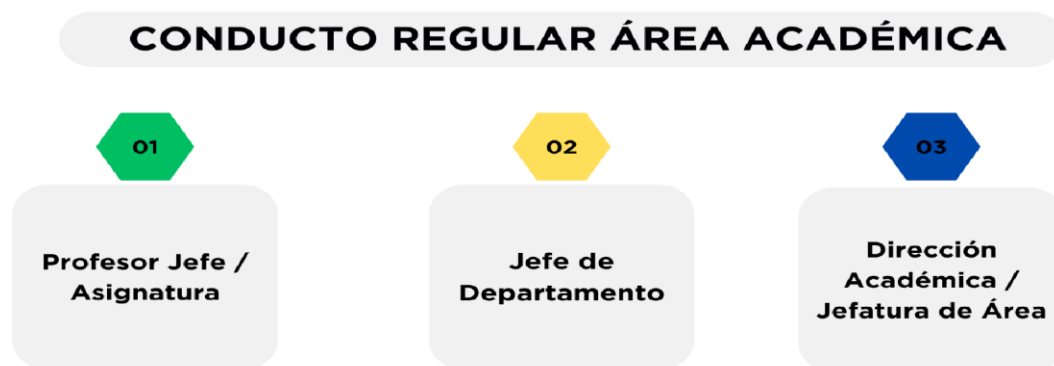 CONDUCTO REGULAR ÁREA ACADÉMICA
01
Profesor Jefe /
Asignatura
02
Jefe de
Departamento
03
Dirección
Académica /
Jefatura de Área